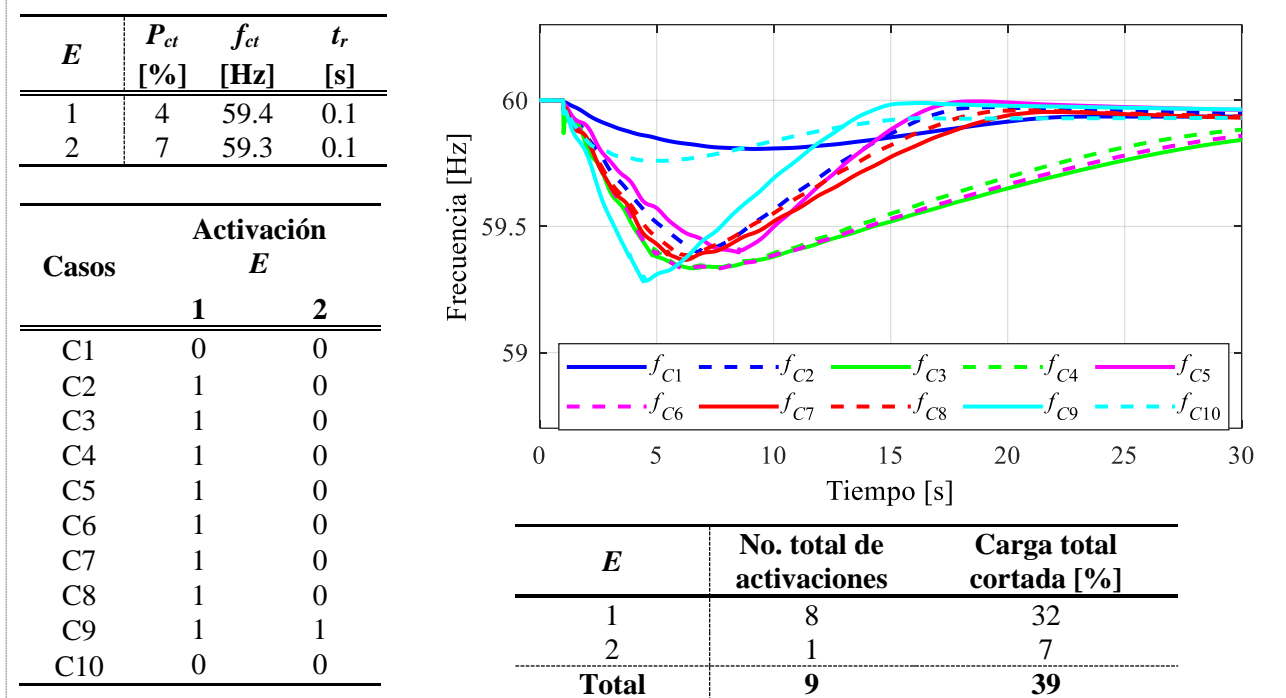 E P_ct [%] f_ct [Hz] t_r [s]
1 4 59.4 0.1
2 7 59.3 0.1
Casos Activación E
1 2
C1 0 0
C2 1 0
C3 1 0
C4 1 0
C5 1 0
C6 1 0
C7 1 0
C8 1 0
C9 1 1
C10 0 0
Frecuencia [Hz]
60
59.5
59
f_C1 f_C2 f_C3 f_C4 f_C5
f_C6 f_C7 f_C8 f_C9 f_C10
0 5 10 15 20 25 30
Tiempo [s]
E No. total de activaciones Carga total cortada [%]
1 8 32
2 1 7
Total 9 39